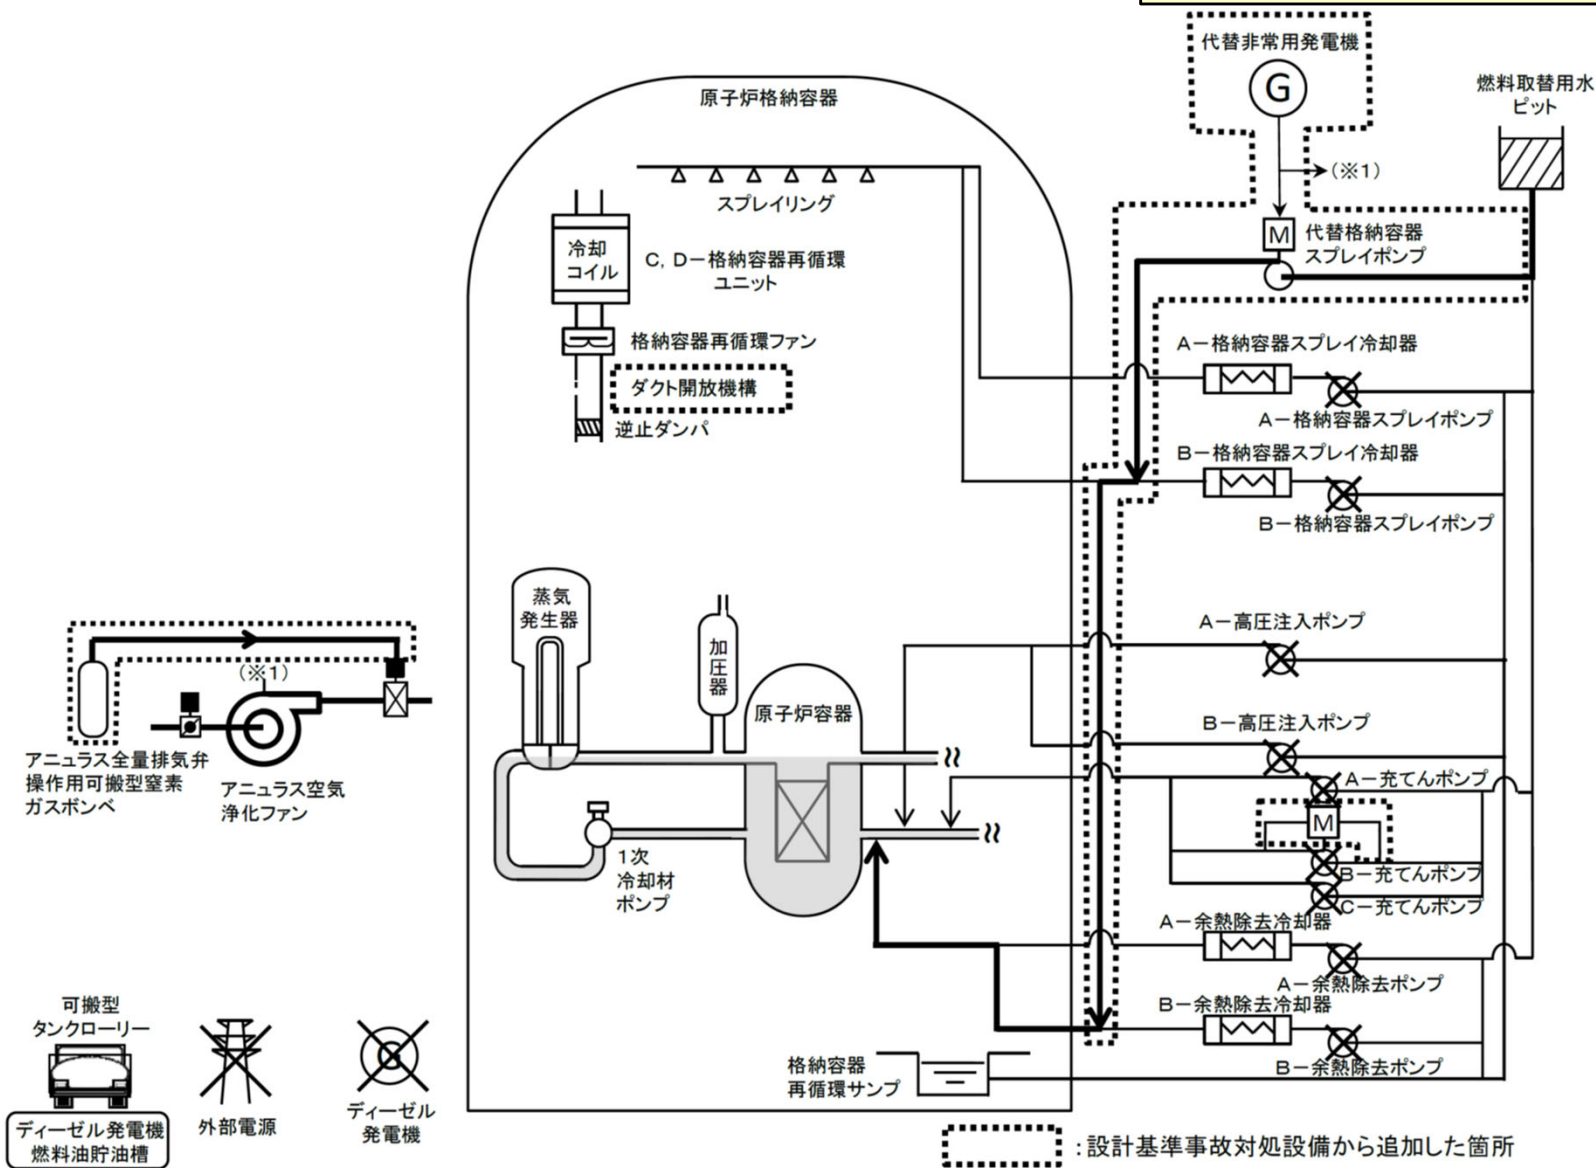 代替非常用発電機
G
燃料取替用水
ピット
(※1)
原子炉格納容器
スプレイリング
M
代替格納容器
スプレイポンプ
冷却
コイル
C, D－格納容器再循環
ユニット
格納容器再循環ファン
ダクト開放機構
逆止ダンパ
A－格納容器スプレイ冷却器
A－格納容器スプレイポンプ
B－格納容器スプレイ冷却器
B－格納容器スプレイポンプ
蒸気
発生器
加
圧
器
原子炉容器
A－高圧注入ポンプ
B－高圧注入ポンプ
A－充てんポンプ
M
B－充てんポンプ
C－充てんポンプ
(※1)
アニュラス全量排気弁
操作用可搬型窒素
ガスボンベ
アニュラス空気
浄化ファン
1次
冷却材
ポンプ
A－余熱除去冷却器
A－余熱除去ポンプ
B－余熱除去冷却器
B－余熱除去ポンプ
格納容器
再循環サンプ
可搬型
タンクローリー
ディーゼル発電機
燃料油貯油槽
外部電源
G
ディーゼル
発電機
：設計基準事故対処設備から追加した箇所